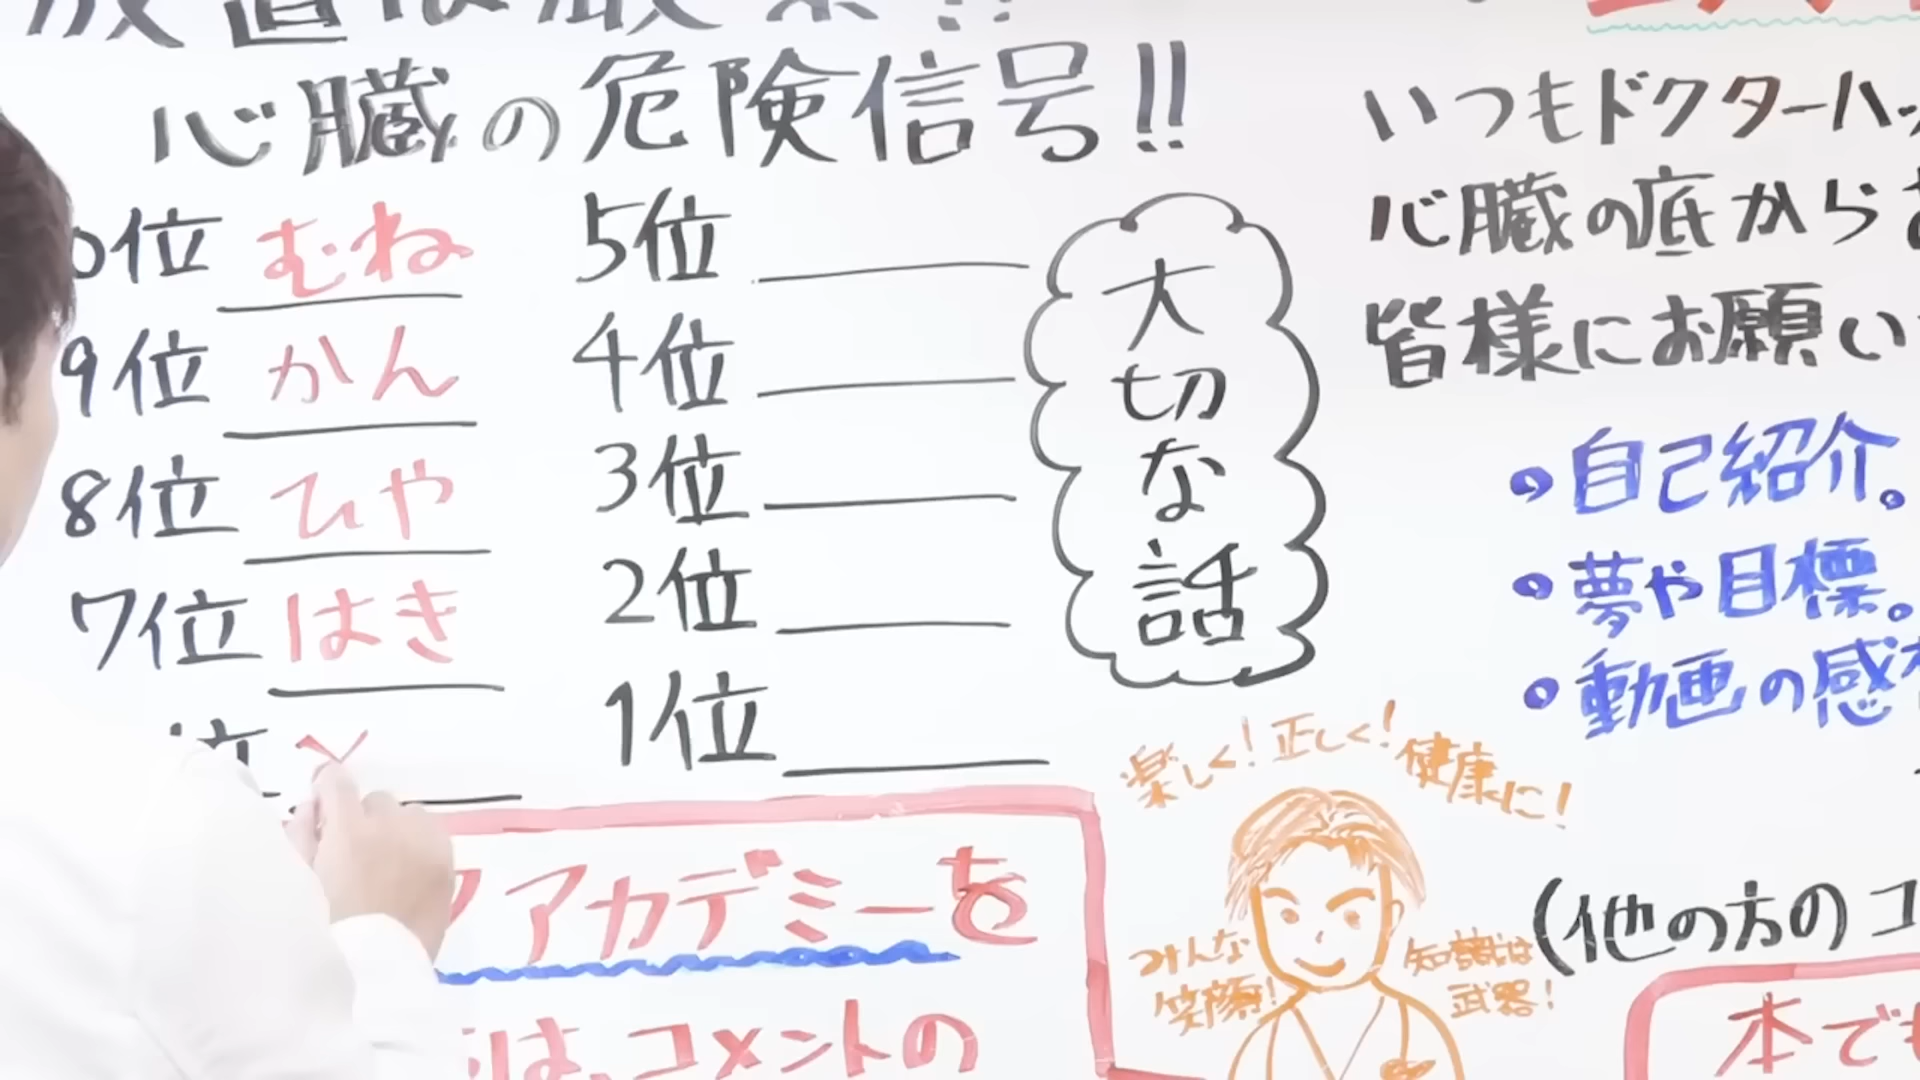 心臓の危険信号!!
0位 むね
9位 かん
8位 ひや
7位 はき
位
5位
4位
3位
2位
1位
大切な話
いつもドクターハッ
心臓の底から
皆様にお願い
・自己紹介。
・夢や目標。
・動画の感
楽しく!正しく!健康に!
みんな笑顔!
知識は武器!
アカデミーを
は、コメントの
(他の方のコ
本でも